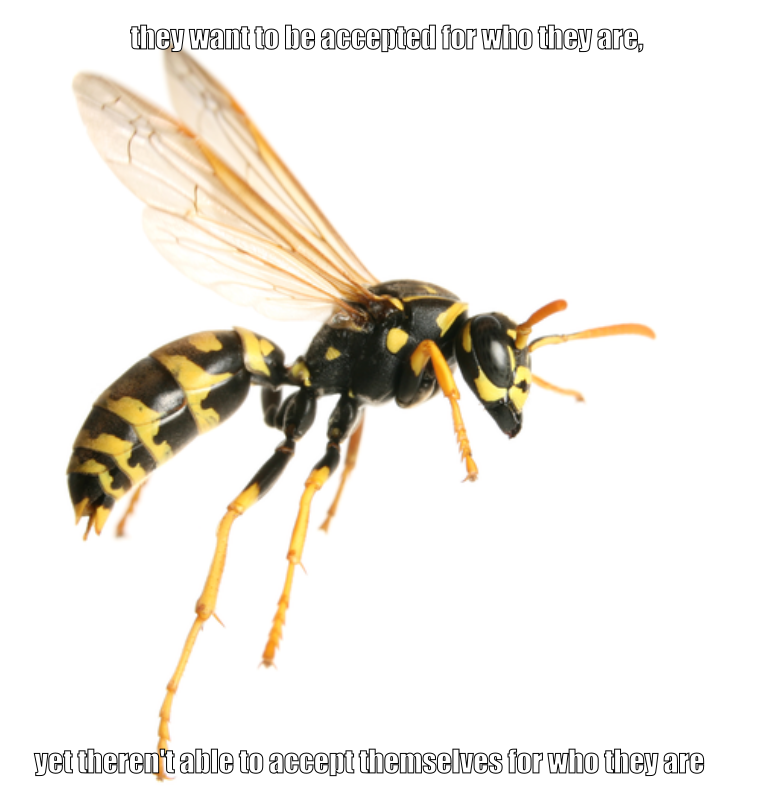 they want to be accepted for who they are,
yet theren't able to accept themselves for who they are